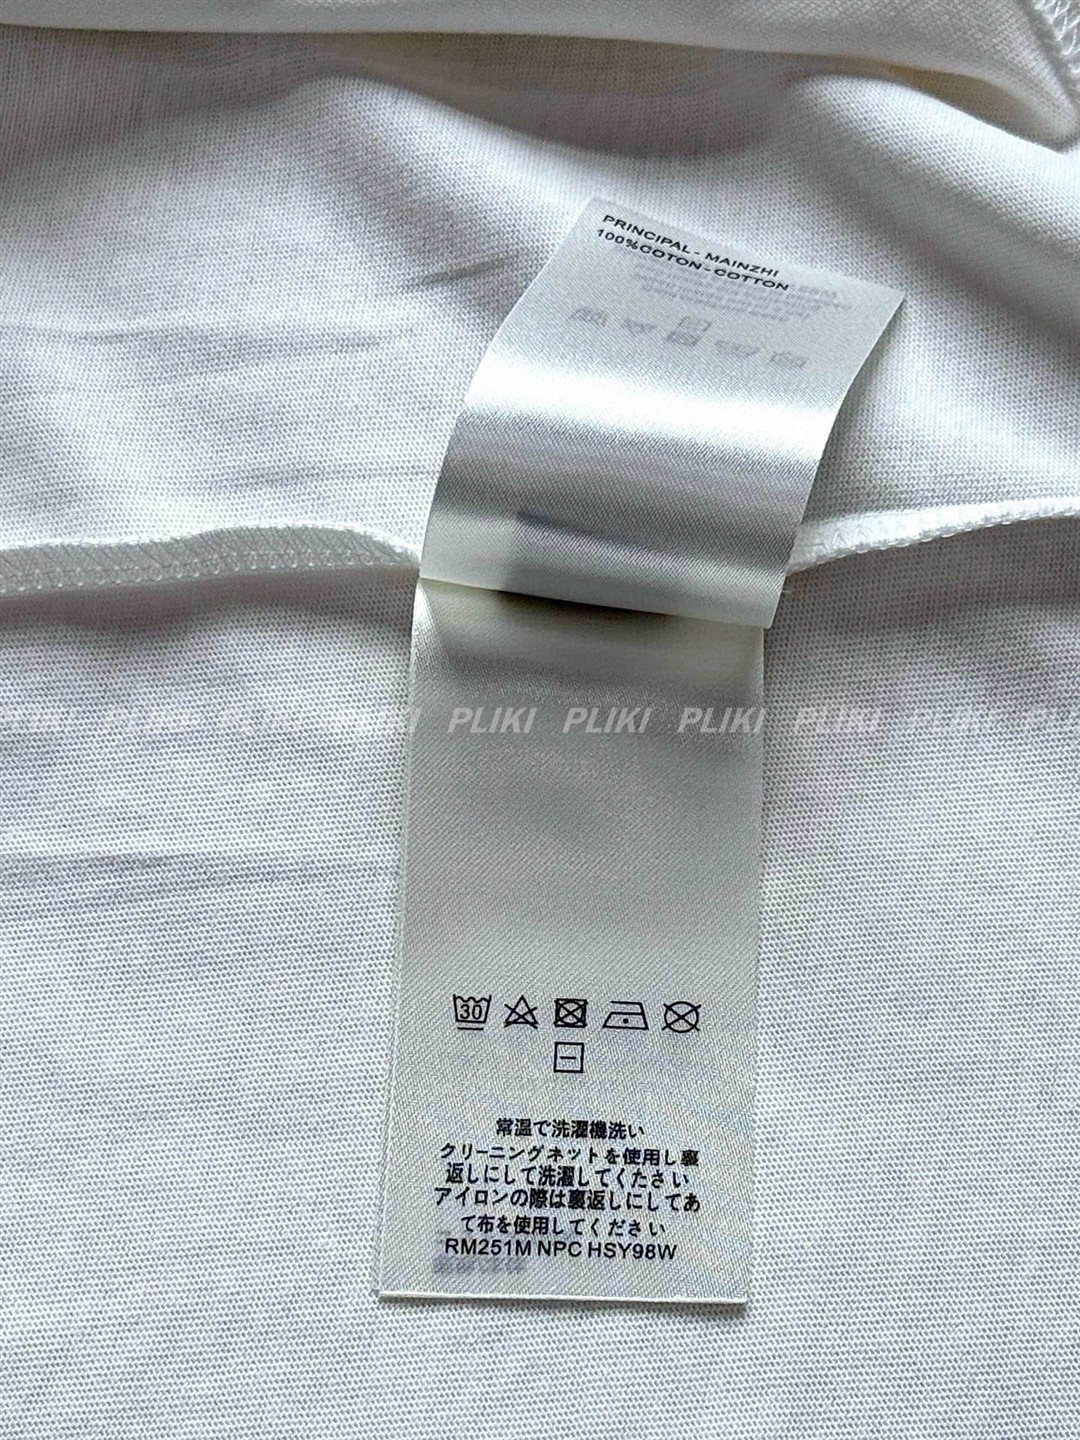 PRINCIPAL - MAINZHI
100%COTON-COTTON
PLIKI PLIKI PLIKI PLIKI
30
常温で洗濯機洗い
クリーニングネットを使用し裏
返しにして洗濯してください
アイロンの際は裏返しにしてあ
て布を使用してください
RM251M NPC HSY98W